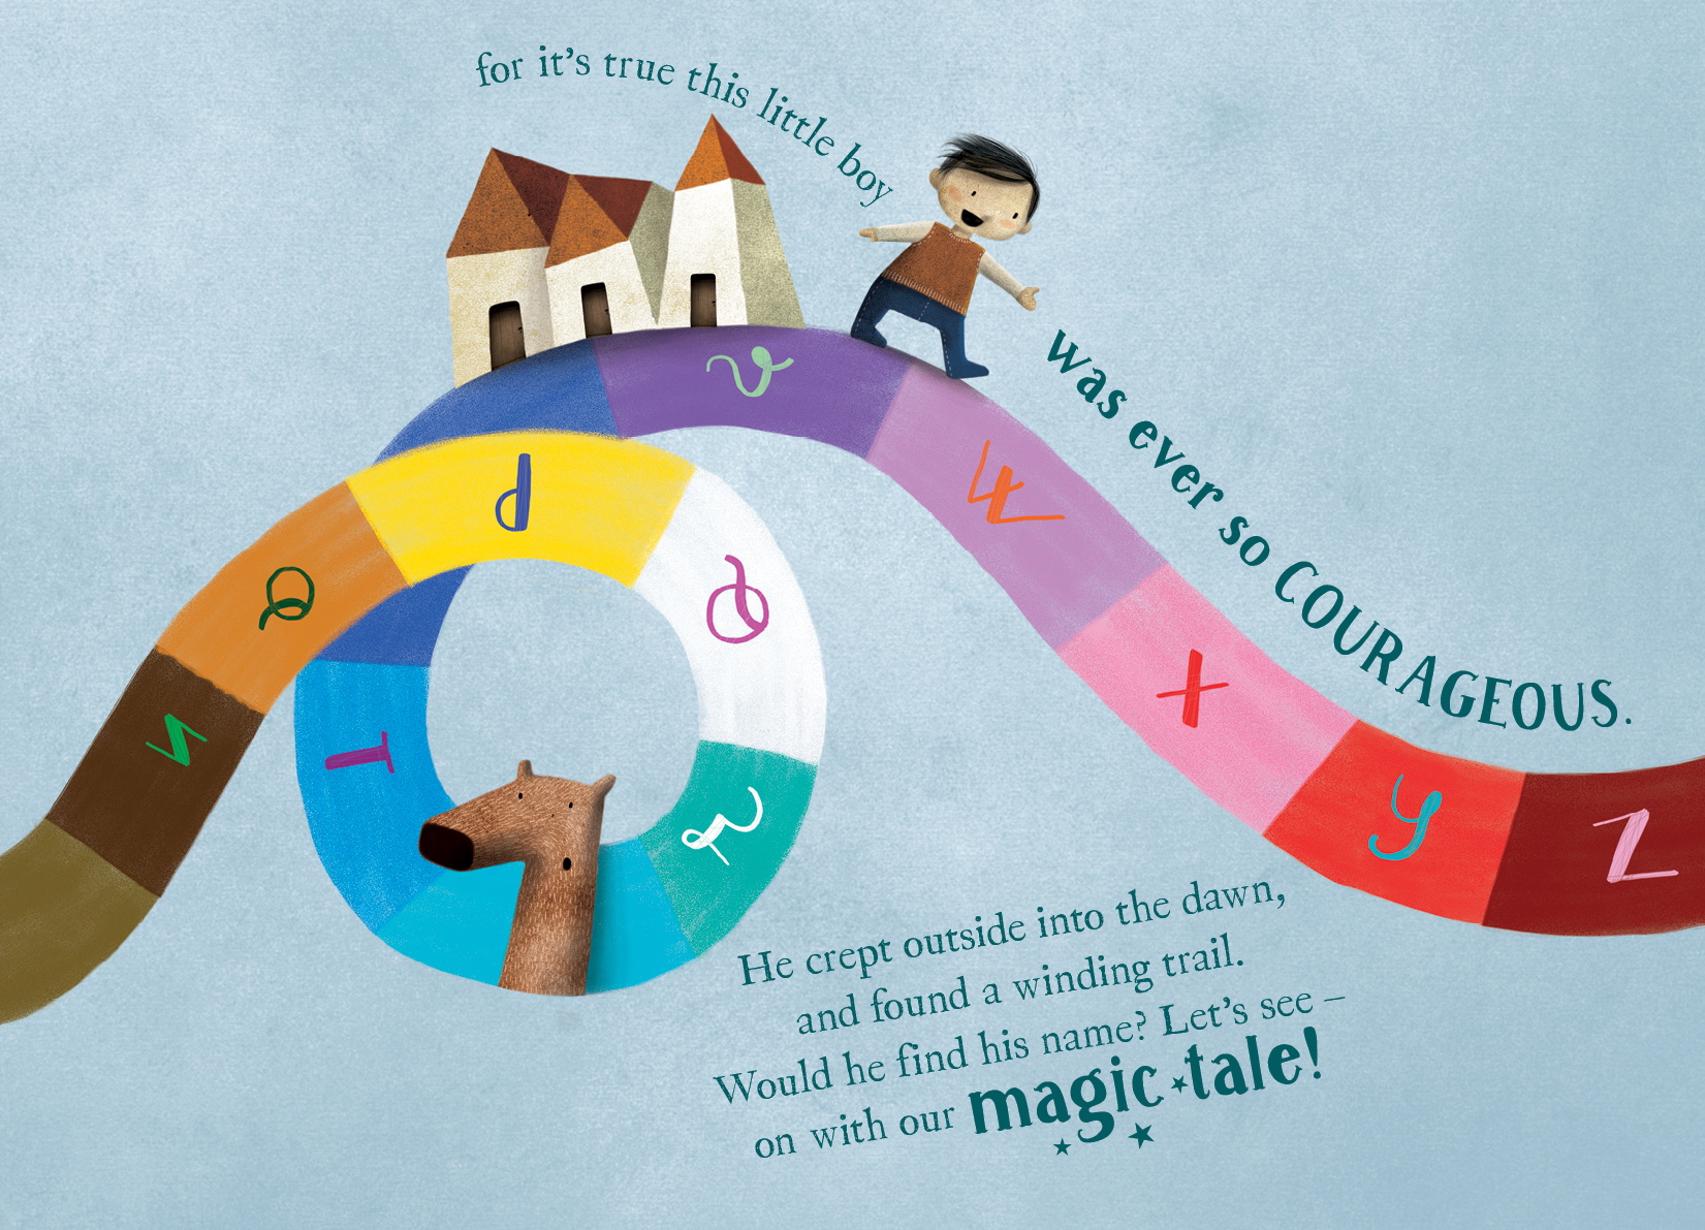 for it's true this little boy
was ever so COURAGEOUS.
N
O
P
Q
R
T
v
W
X
y
Z
He crept outside into the dawn,
and found a winding trail.
Would he find his name? Let's see –
on with our magic tale!